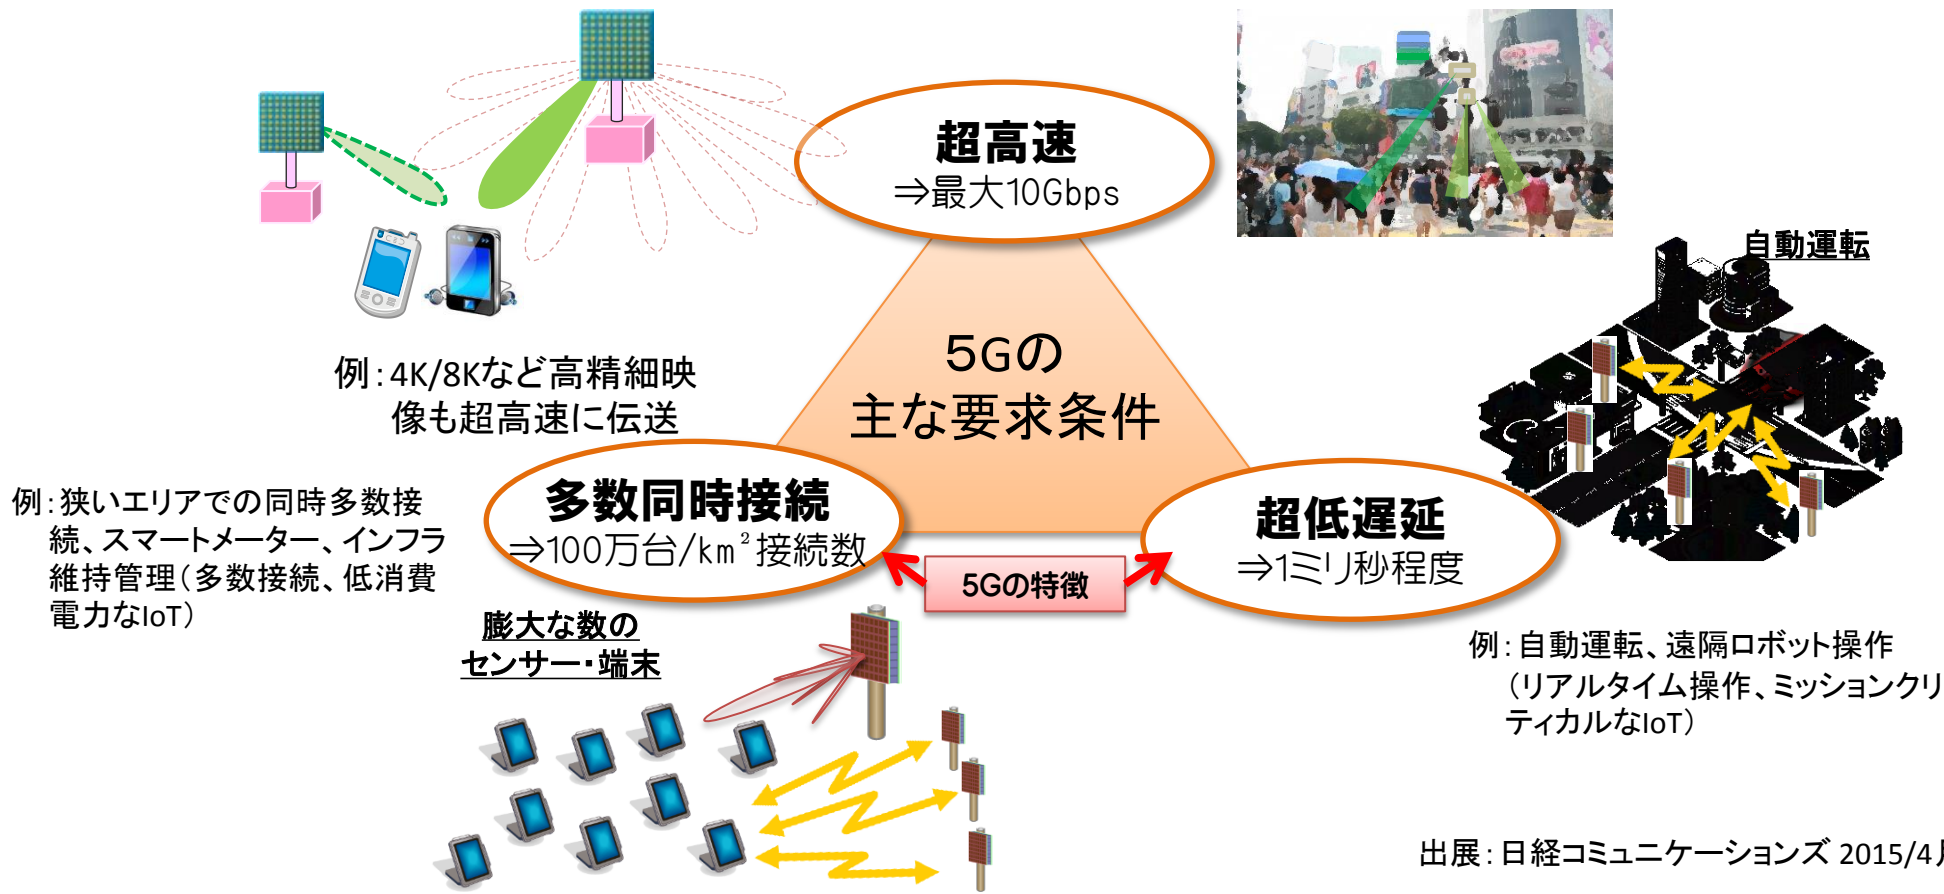 超高速
⇒最大10Gbps
自動運転
5Gの
主な要求条件
例：4K/8Kなど高精細映
像も超高速に伝送
多数同時接続
⇒100万台/km²接続数
例：狭いエリアでの同時多数接
続、スマートメーター、インフラ
維持管理（多数接続、低消費
電力なIoT）
超低遅延
⇒1ミリ秒程度
5Gの特徴
膨大な数の
センサー・端末
例：自動運転、遠隔ロボット操作
（リアルタイム操作、ミッションクリ
ティカルなIoT）
出展：日経コミュニケーションズ 2015/4月